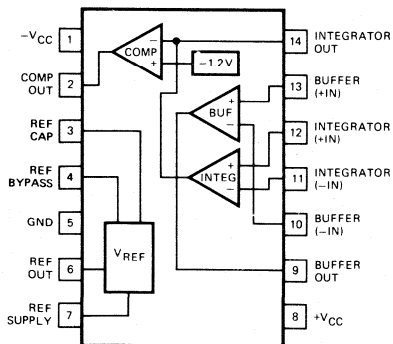 -VCC 1
COMP OUT 2
REF CAP 3
REF BYPASS 4
GND 5
REF OUT 6
REF SUPPLY 7
COMP
-
+
-1.2V
BUF
+
-
INTEG
+
-
VREF
14 INTEGRATOR OUT
13 BUFFER (+IN)
12 INTEGRATOR (+IN)
11 INTEGRATOR (-IN)
10 BUFFER (-IN)
9 BUFFER OUT
8 +VCC